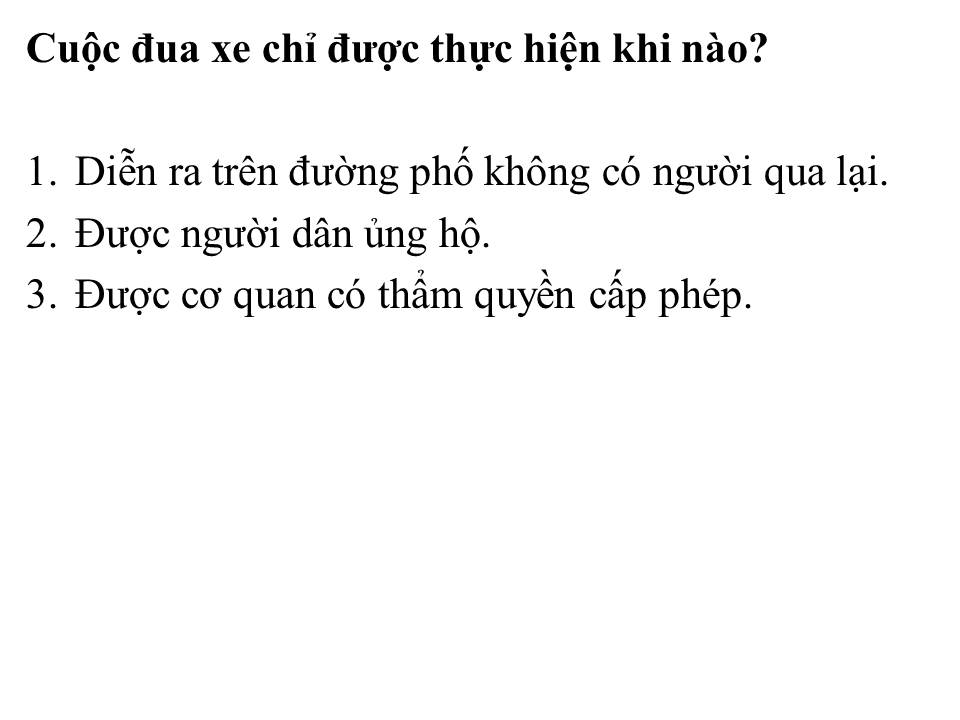 Cuộc đua xe chỉ được thực hiện khi nào?
1. Diễn ra trên đường phố không có người qua lại.
2. Được người dân ủng hộ.
3. Được cơ quan có thẩm quyền cấp phép.